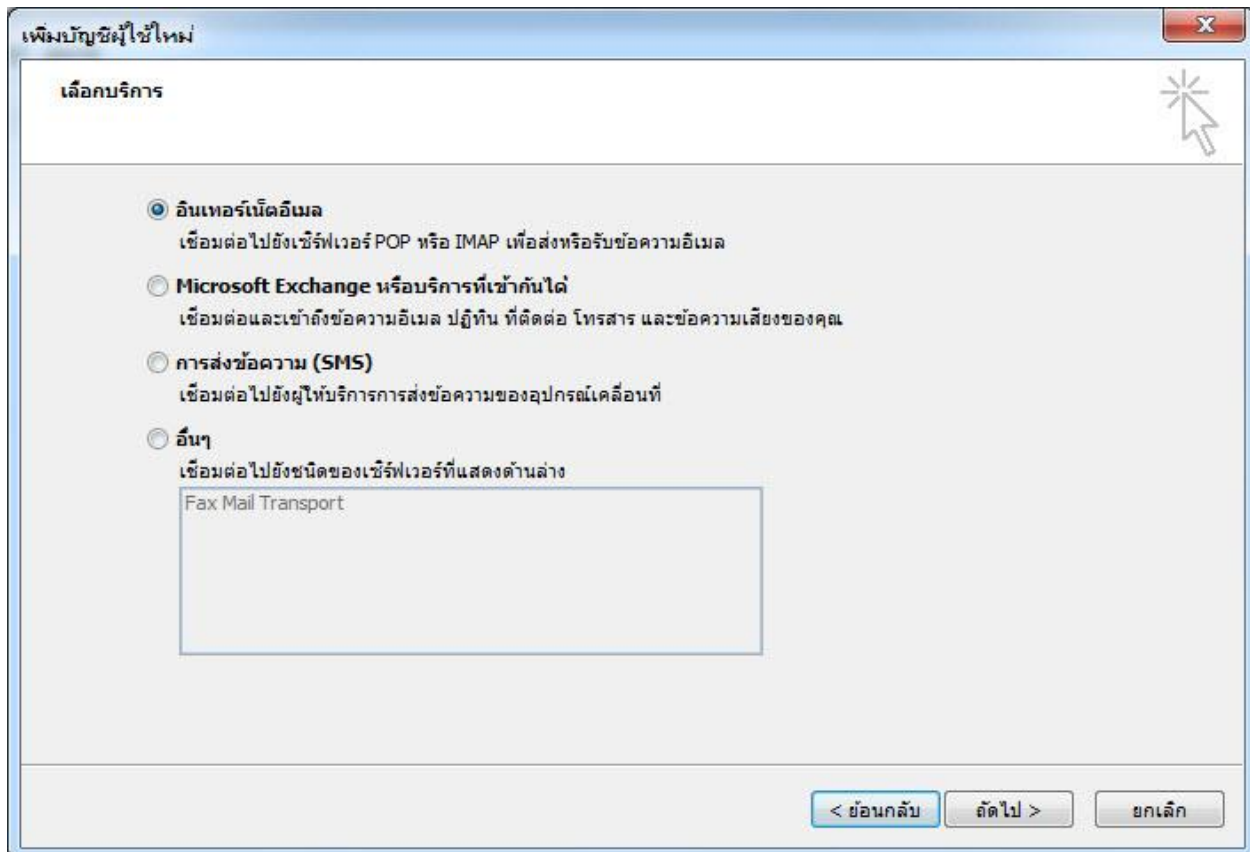 เพิ่มบัญชีผู้ใช้ใหม่
เลือกบริการ
อินเทอร์เน็ตอีเมล
เชื่อมต่อไปยังเซิร์ฟเวอร์ POP หรือ IMAP เพื่อส่งหรือรับข้อความอีเมล
Microsoft Exchange หรือบริการที่เข้ากันได้
เชื่อมต่อและเข้าถึงข้อความอีเมล ปฏิทิน ที่ติดต่อ โทรสาร และข้อความเสียงของคุณ
การส่งข้อความ (SMS)
เชื่อมต่อไปยังผู้ให้บริการการส่งข้อความของอุปกรณ์เคลื่อนที่
อื่นๆ
เชื่อมต่อไปยังชนิดของเซิร์ฟเวอร์ที่แสดงด้านล่าง
Fax Mail Transport
< ย้อนกลับ ถัดไป > ยกเลิก